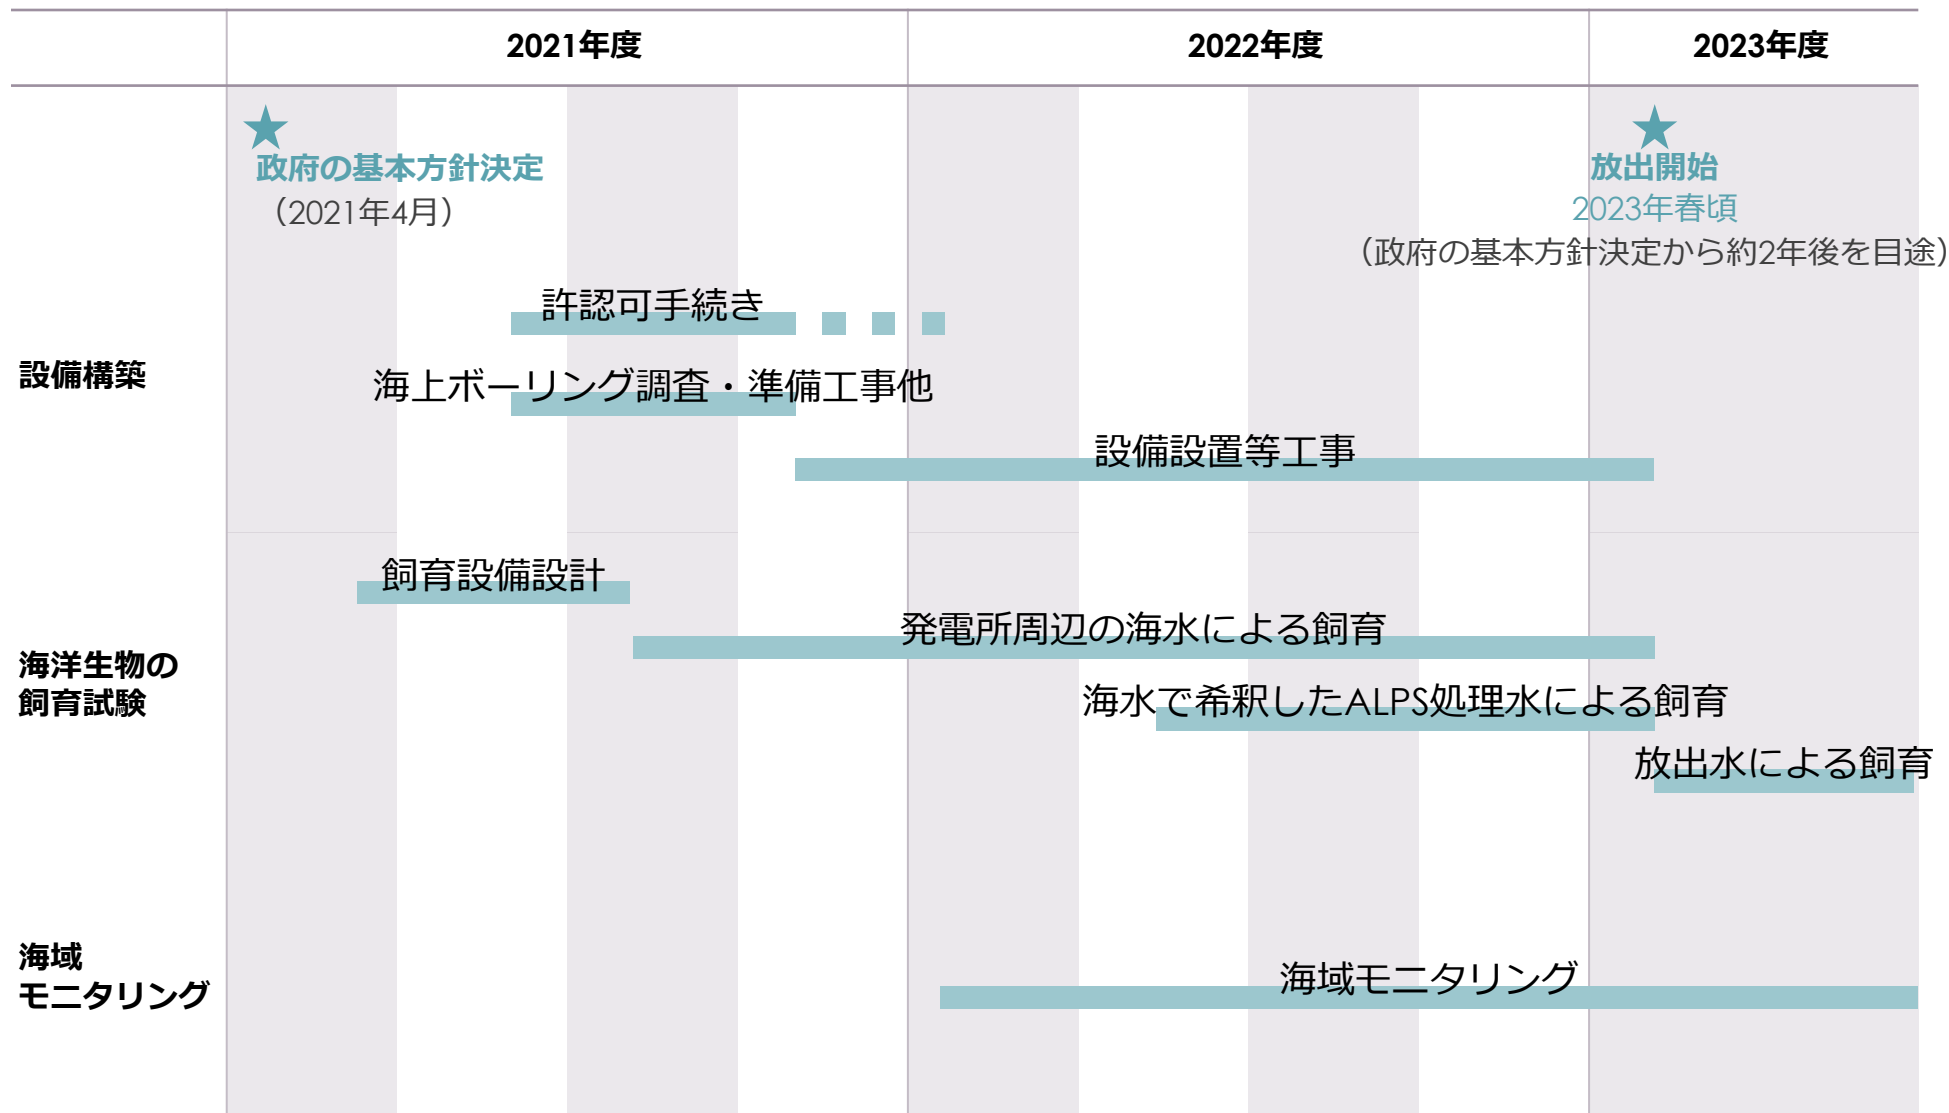 2021年度
2022年度
2023年度
政府の基本方針決定
（2021年4月）
放出開始
2023年春頃
（政府の基本方針決定から約2年後を目途）
設備構築
許認可手続き
海上ボーリング調査・準備工事他
設備設置等工事
海洋生物の
飼育試験
飼育設備設計
発電所周辺の海水による飼育
海水で希釈したALPS処理水による飼育
放出水による飼育
海域
モニタリング
海域モニタリング